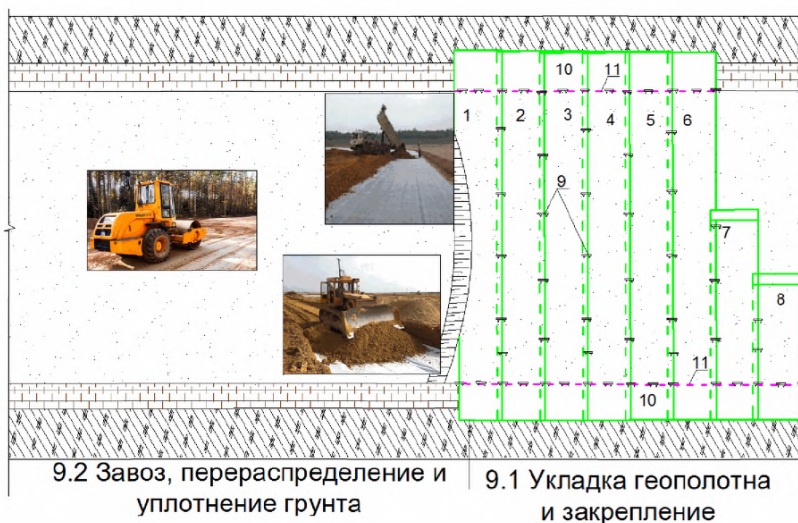 10 11
1 2 3 4 5 6
9
7
8
11
10
9.2 Завоз, перераспределение и
уплотнение грунта
9.1 Укладка геополотна
и закрепление